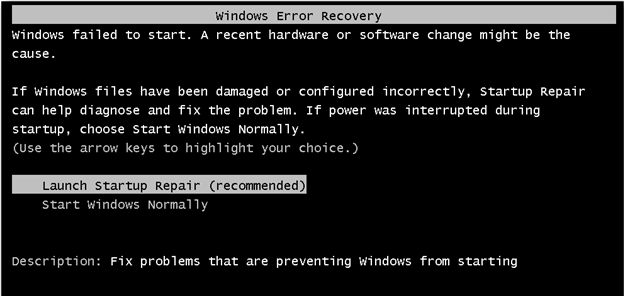 Windows Error Recovery
Windows failed to start. A recent hardware or software change might be the
cause.
If Windows files have been damaged or configured incorrectly, Startup Repair
can help diagnose and fix the problem. If power was interrupted during
startup, choose Start Windows Normally.
(Use the arrow keys to highlight your choice.)
Launch Startup Repair (recommended)
Start Windows Normally
Description: Fix problems that are preventing Windows from starting